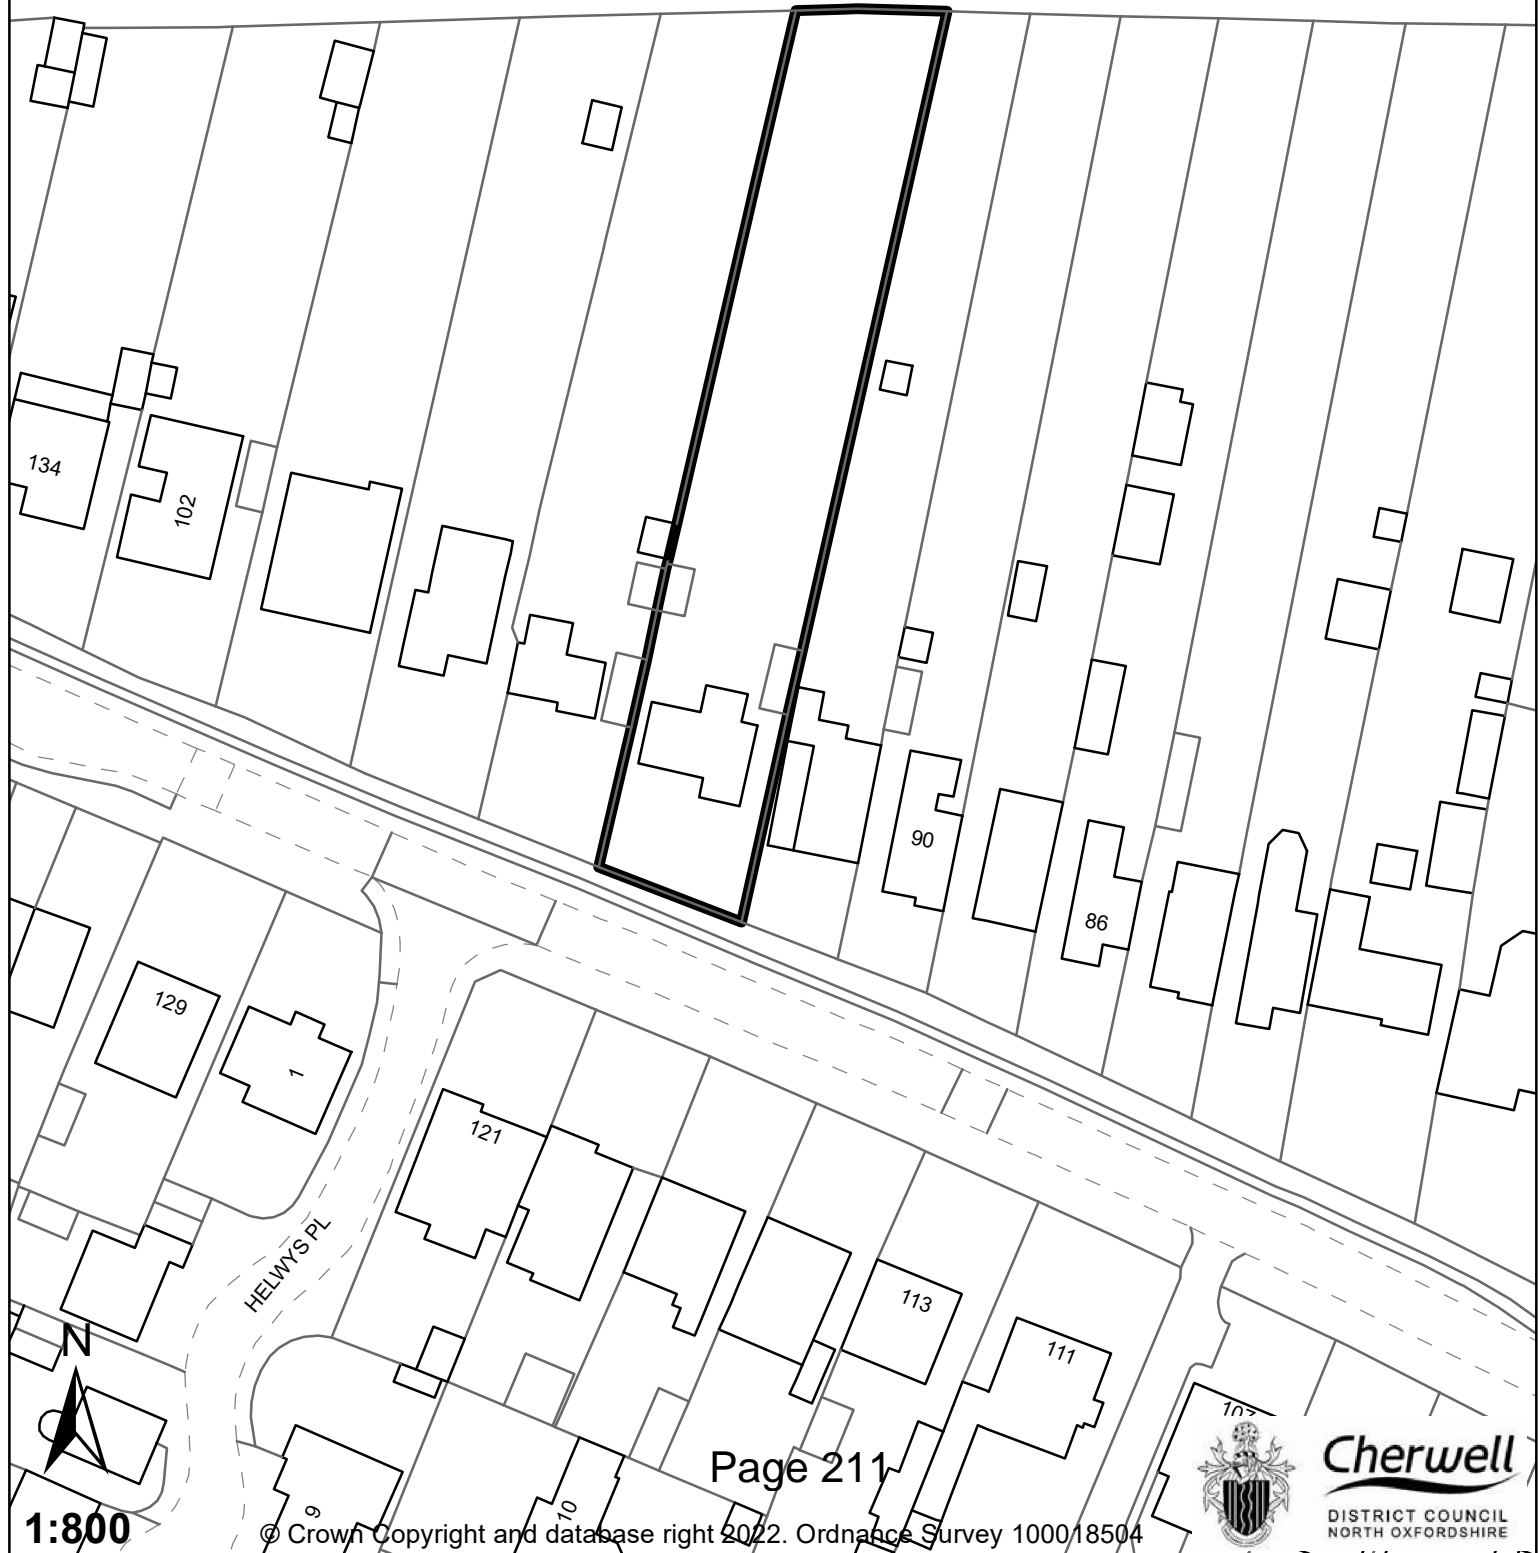 134
102
90
86
129
1
121
HELWYS PL
113
111
107
N
9
10
Page 211
1:800
© Crown Copyright and database right 2022. Ordnance Survey 100018504
Cherwell
DISTRICT COUNCIL
NORTH OXFORDSHIRE